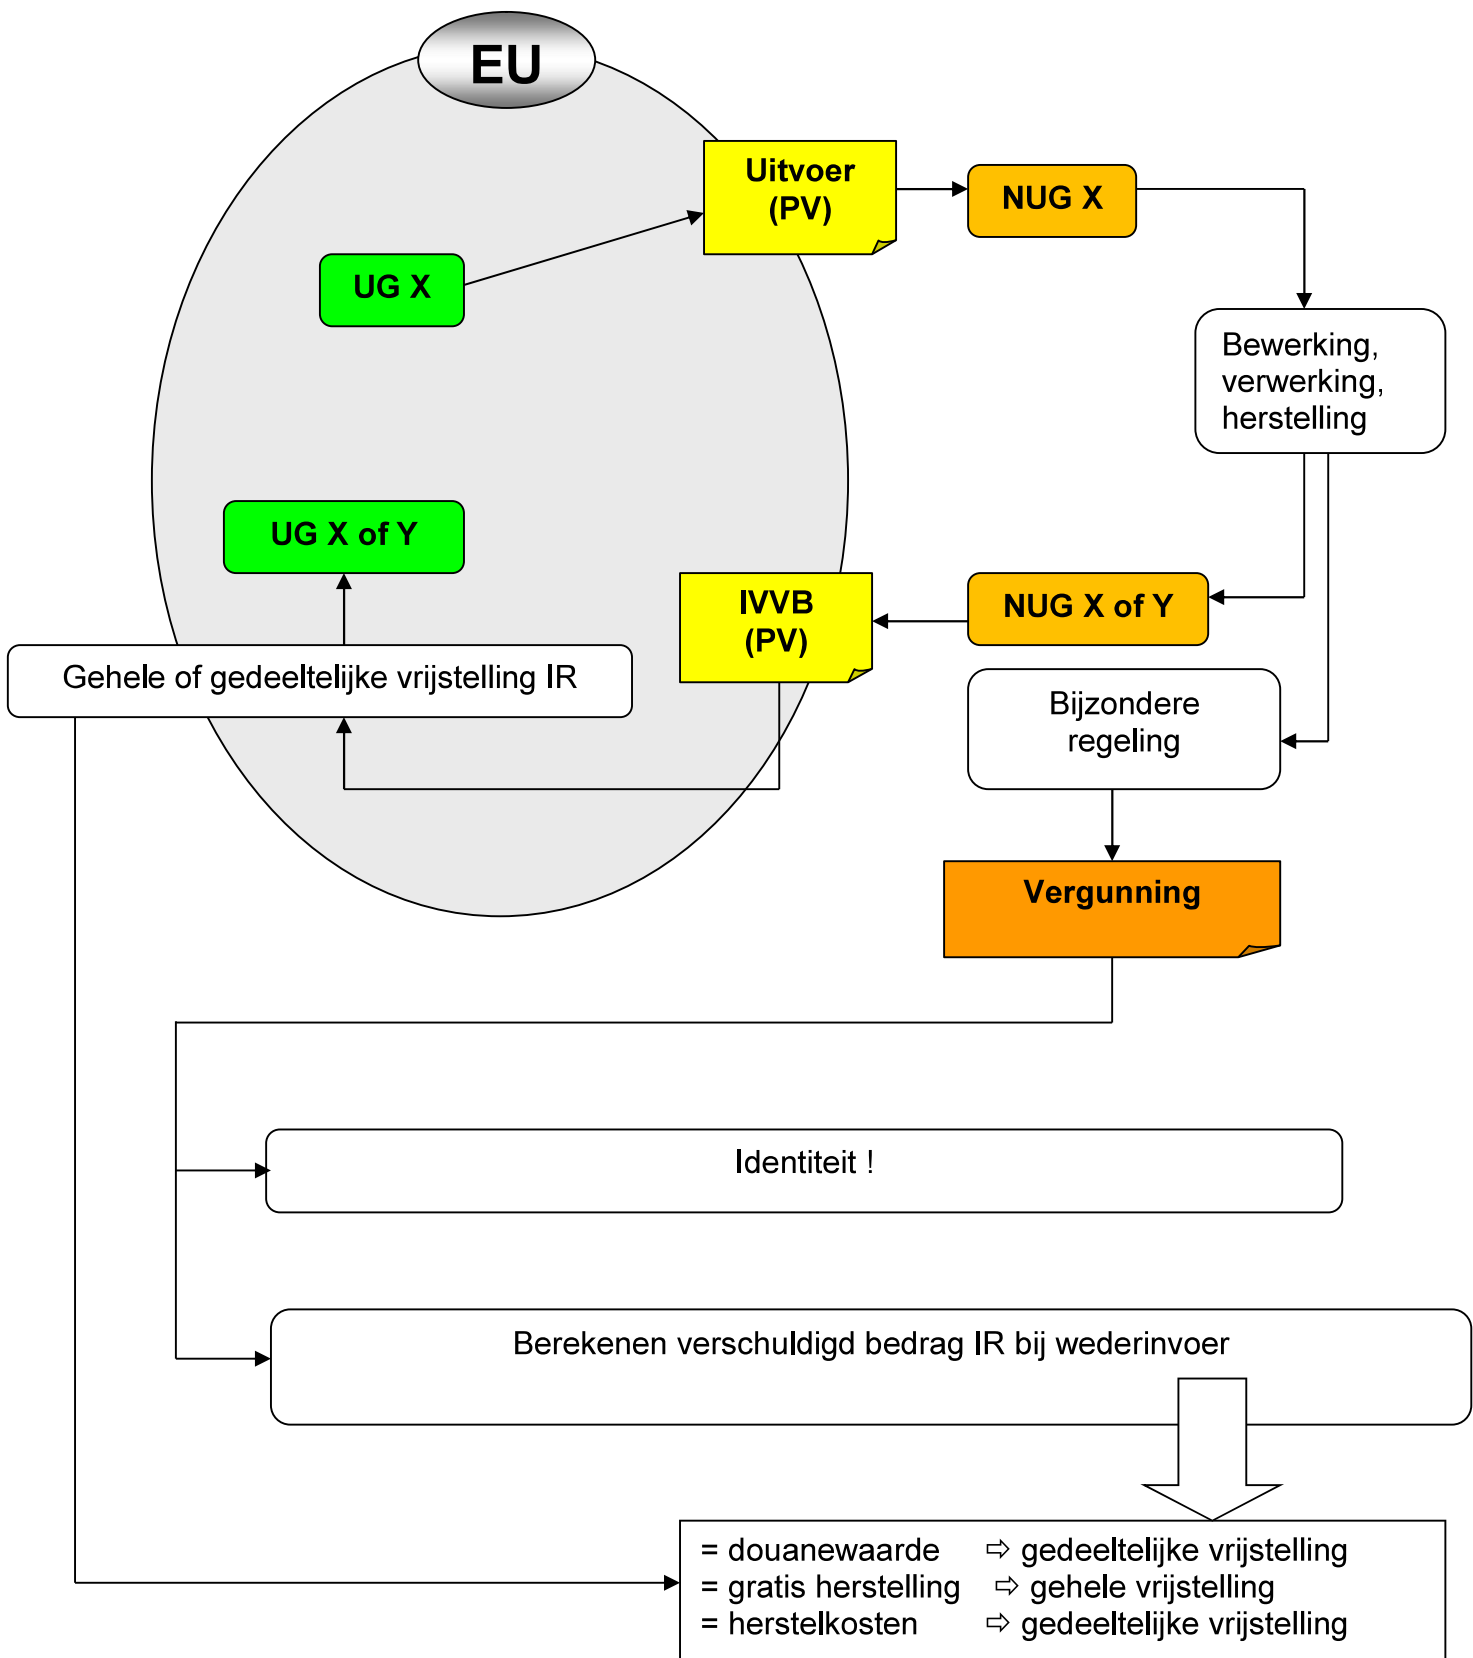 EU
Uitvoer
(PV)
NUG X
UG X
Bewerking,
verwerking,
herstelling
UG X of Y
IVVB
(PV)
NUG X of Y
Gehele of gedeeltelijke vrijstelling IR
Bijzondere
regeling
Vergunning
Identiteit !
Berekenen verschuldigd bedrag IR bij wederinvoer
= douanewaarde ⇨ gedeeltelijke vrijstelling
= gratis herstelling ⇨ gehele vrijstelling
= herstelkosten ⇨ gedeeltelijke vrijstelling